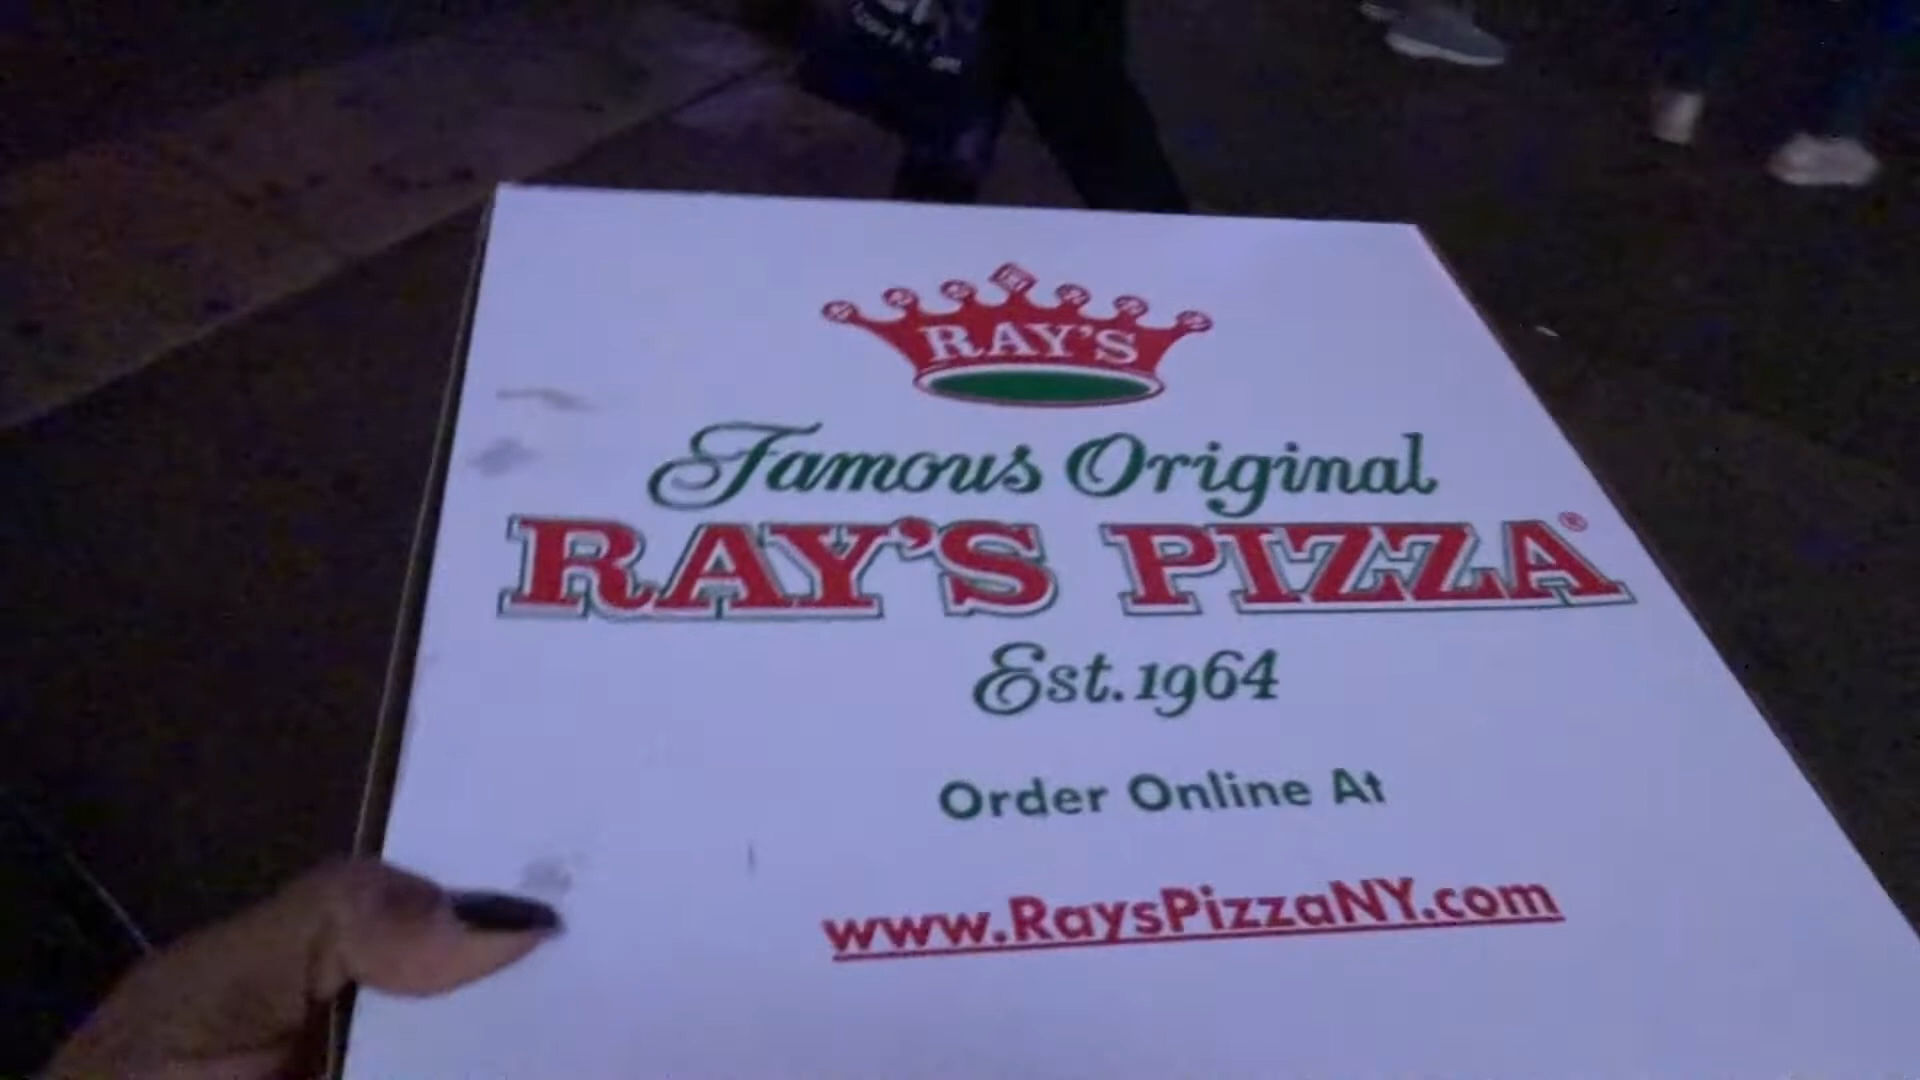 RAY'S
Famous Original
RAY'S PIZZA®
Est. 1964
Order Online At
www.RaysPizzaNY.com